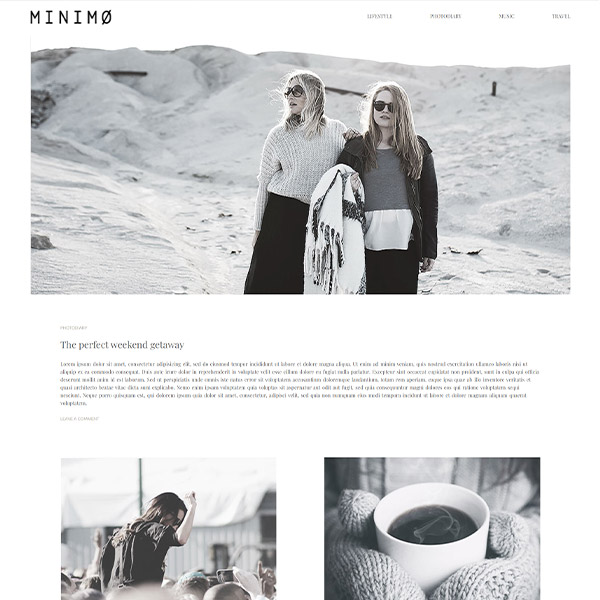 MINIMØ
LIFESTYLE
PHOTODIARY
MUSIC
TRAVEL
PHOTODIARY
The perfect weekend getaway
Lorem ipsum dolor sit amet, consectetur adipisicing elit, sed do eiusmod tempor incididunt ut labore et dolore magna aliqua. Ut enim ad minim veniam, quis nostrud exercitation ullamco laboris nisi ut
aliquip ex ea commodo consequat. Duis aute irure dolor in reprehenderit in voluptate velit esse cillum dolore eu fugiat nulla pariatur. Excepteur sint occaecat cupidatat non proident, sunt in culpa qui officia
deserunt mollit anim id est laborum. Sed ut perspiciatis unde omnis iste natus error sit voluptatem accusantium doloremque laudantium, totam rem aperiam, eaque ipsa quae ab illo inventore veritatis et
quasi architecto beatae vitae dicta sunt explicabo. Nemo enim ipsam voluptatem quia voluptas sit aspernatur aut odit aut fugit, sed quia consequuntur magni dolores eos qui ratione voluptatem sequi
nesciunt. Neque porro quisquam est, qui dolorem ipsum quia dolor sit amet, consectetur, adipisci velit, sed quia non numquam eius modi tempora incidunt ut labore et dolore magnam aliquam quaerat
voluptatem.
LEAVE A COMMENT